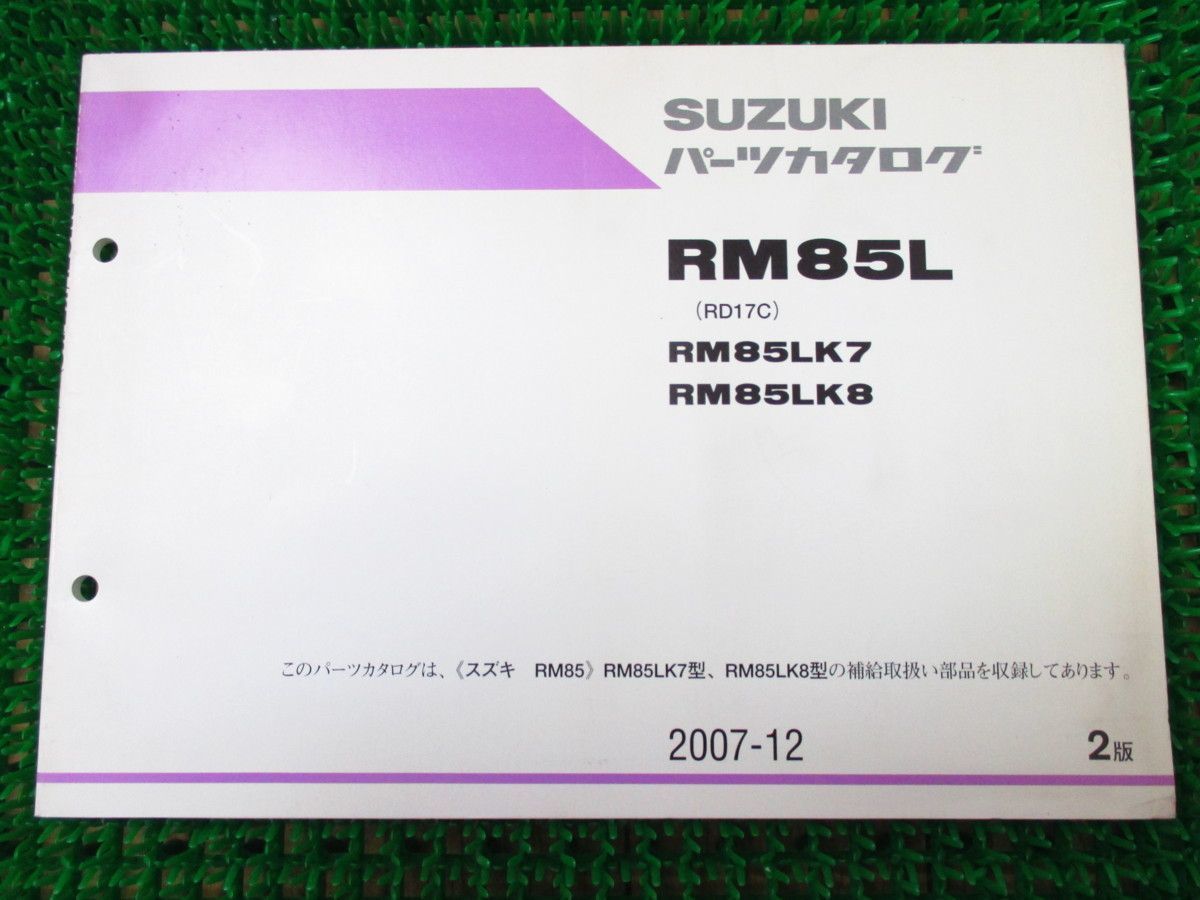 SUZUKI
パーツカタログ
RM85L
（RD17C）
RM85LK7
RM85LK8
このパーツカタログは、《スズキ　RM85》RM85LK7型、RM85LK8型の補給取扱い部品を収録してあります。
2007-12 2版